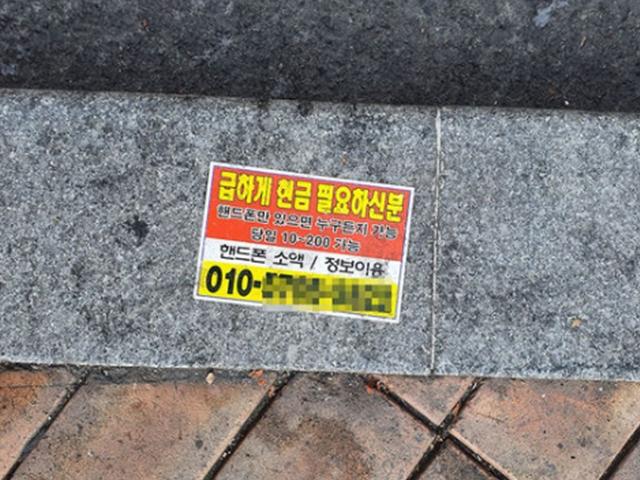 급하게 현금 필요하신분
핸드폰만 있으면 누구든지 가능
당일 10~200 가능
핸드폰 소액 / 정보이용
010-